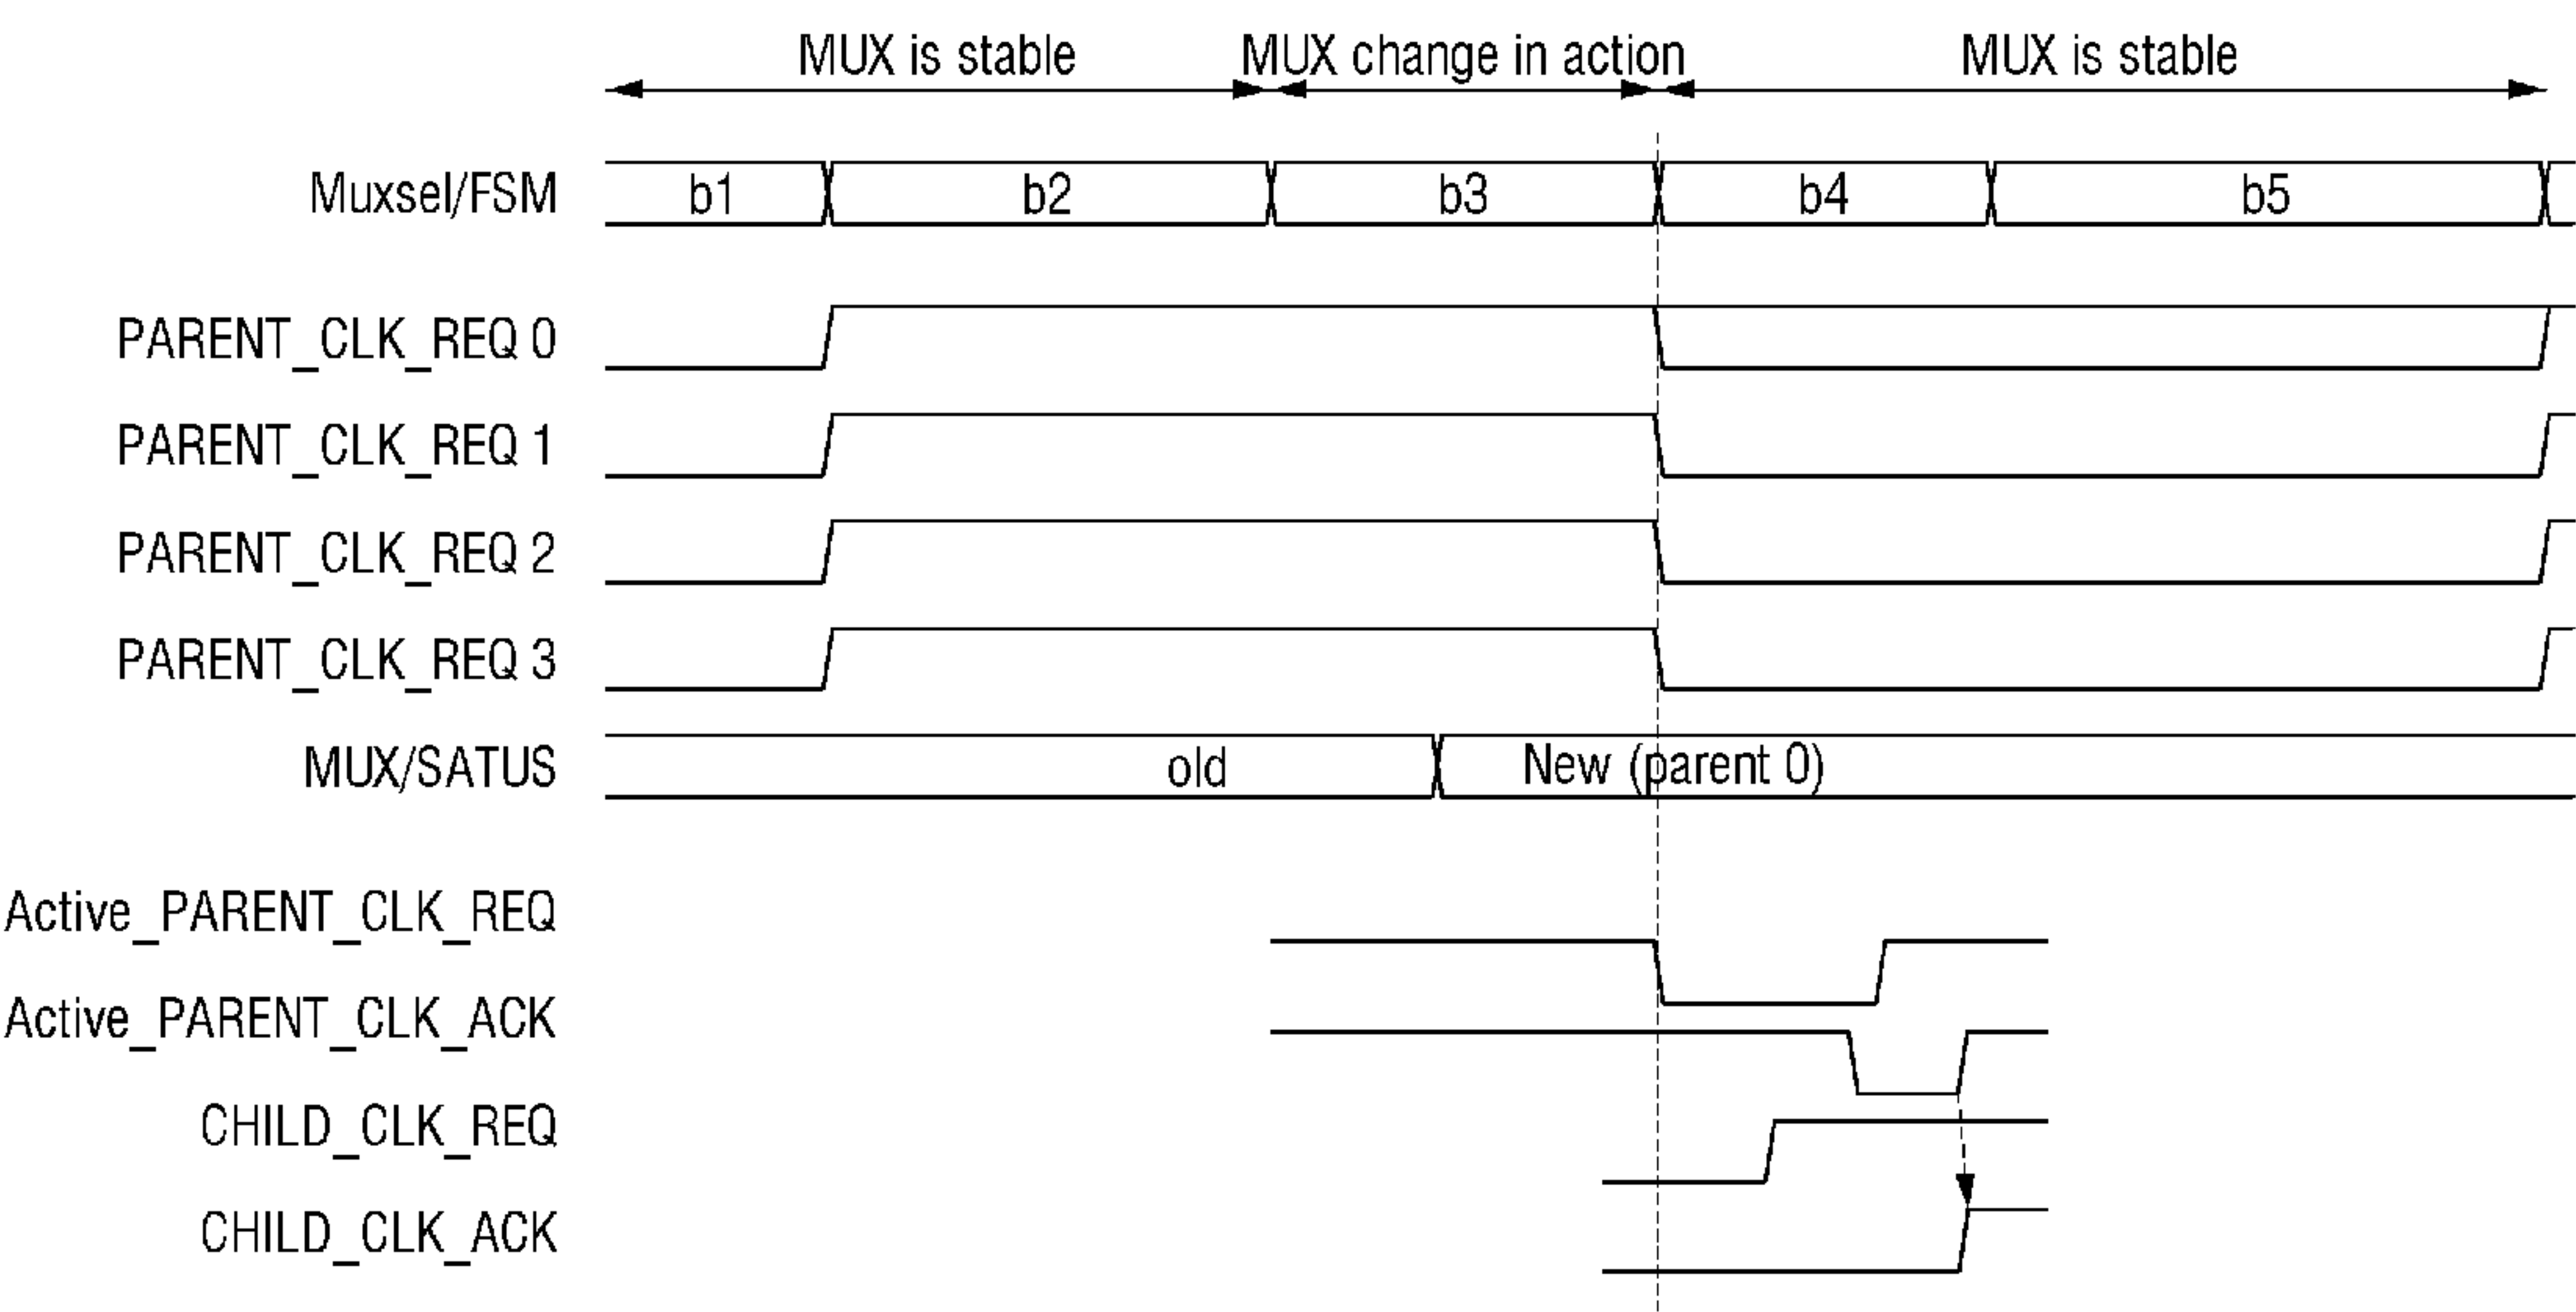 MUX is stable MUX change in action MUX is stable
Muxsel/FSM b1 b2 b3 b4 b5
PARENT_CLK_REQ 0
PARENT_CLK_REQ 1
PARENT_CLK_REQ 2
PARENT_CLK_REQ 3
MUX/SATUS old New (parent 0)
Active_PARENT_CLK_REQ
Active_PARENT_CLK_ACK
CHILD_CLK_REQ
CHILD_CLK_ACK